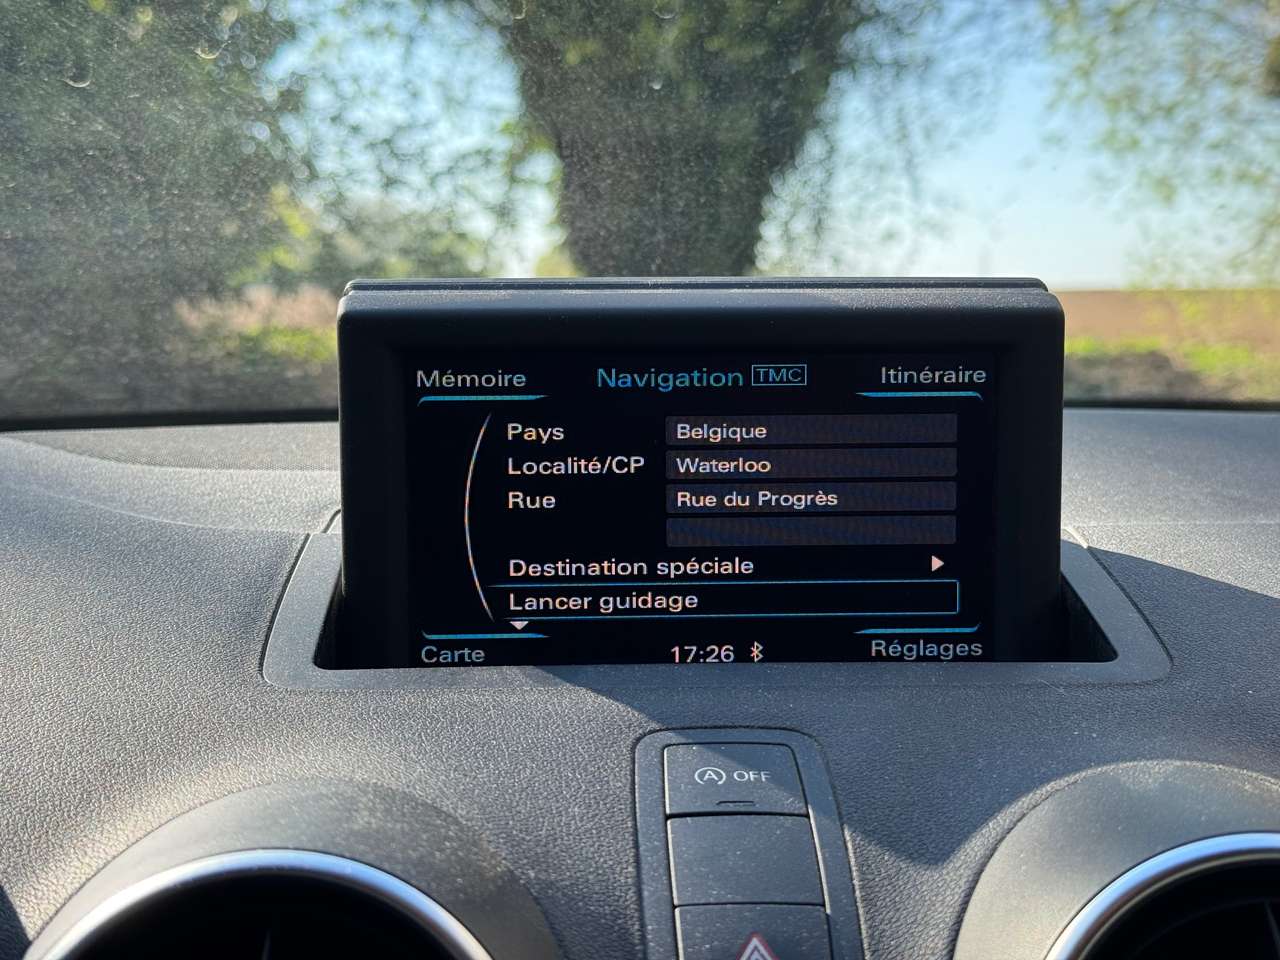 Mémoire Navigation TMC Itinéraire
Pays Belgique
Localité/CP Waterloo
Rue Rue du Progrès
Destination spéciale
Lancer guidage
Carte 17:26 Réglages
A OFF